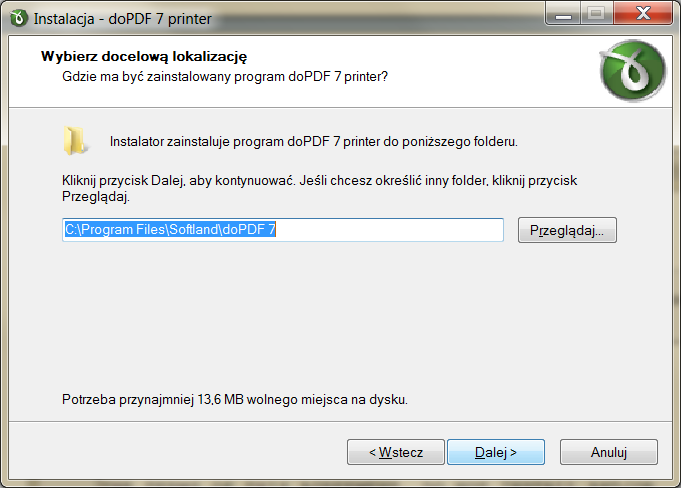 Instalacja - doPDF 7 printer
Wybierz docelową lokalizację
Gdzie ma być zainstalowany program doPDF 7 printer?
Instalator zainstaluje program doPDF 7 printer do poniższego folderu.
Kliknij przycisk Dalej, aby kontynuować. Jeśli chcesz określić inny folder, kliknij przycisk
Przeglądaj.
C:\Program Files\Softland\doPDF 7
Przeglądaj...
Potrzeba przynajmniej 13,6 MB wolnego miejsca na dysku.
< Wstecz
Dalej >
Anuluj